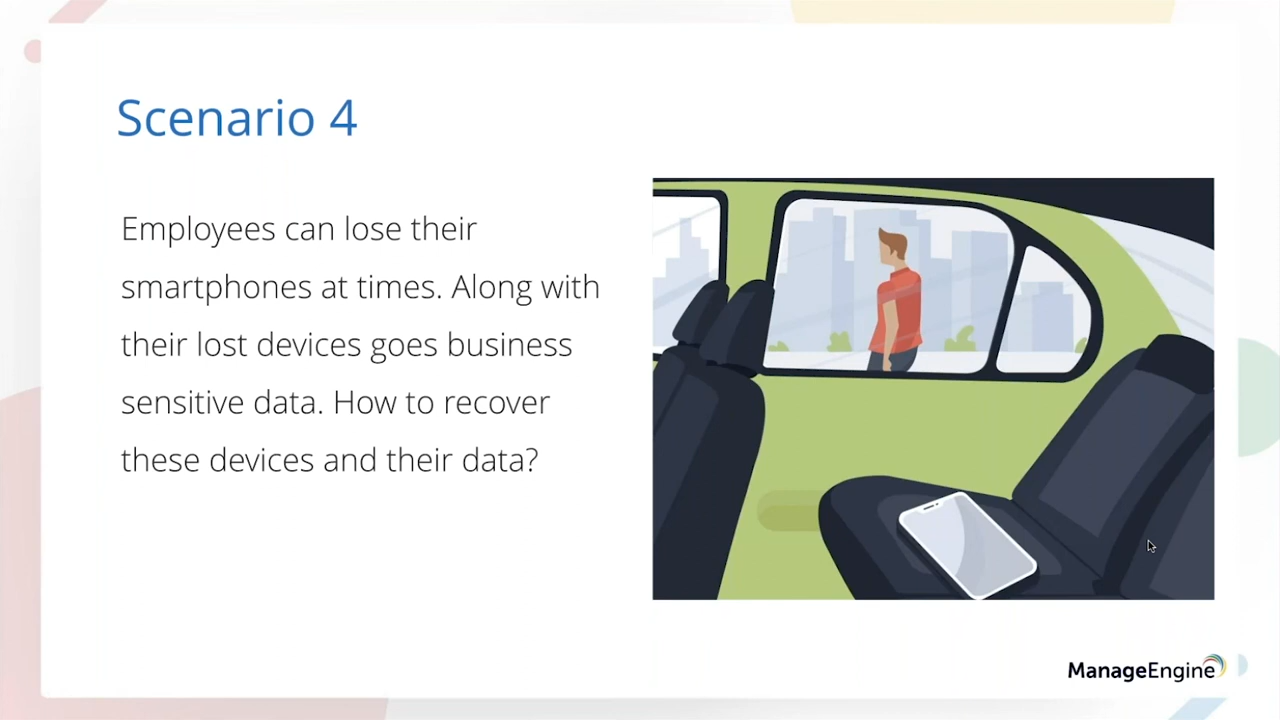 Scenario 4
Employees can lose their
smartphones at times. Along with
their lost devices goes business
sensitive data. How to recover
these devices and their data?
ManageEngine